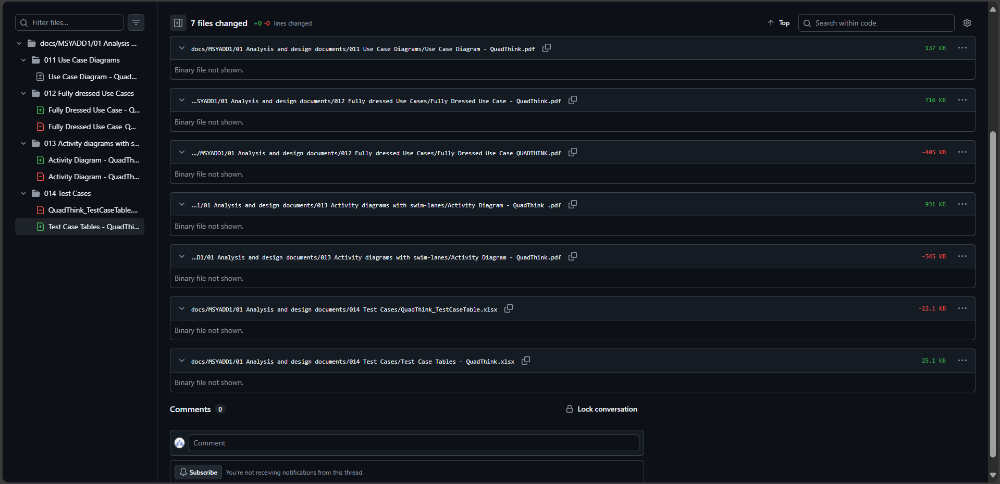 Filter files...
docs/MSYADD1/01 Analysis ...
011 Use Case Diagrams
Use Case Diagram - Quad...
012 Fully dressed Use Cases
Fully Dressed Use Case - Q...
Fully Dressed Use Case_Q...
013 Activity diagrams with s...
Activity Diagram - QuadTh...
Activity Diagram - QuadTh...
014 Test Cases
QuadThink_TestCaseTable....
Test Case Tables - QuadThi...
7 files changed +0 -0 lines changed
Top
Search within code
docs/MSYADD1/01 Analysis and design documents/011 Use Case Diagrams/Use Case Diagram - QuadThink.pdf 137 KB
Binary file not shown.
...SYADD1/01 Analysis and design documents/012 Fully dressed Use Cases/Fully Dressed Use Case - QuadThink.pdf 716 KB
Binary file not shown.
.../MSYADD1/01 Analysis and design documents/012 Fully dressed Use Cases/Fully Dressed Use Case_QUADTHINK.pdf -405 KB
Binary file not shown.
...1/01 Analysis and design documents/013 Activity diagrams with swim-lanes/Activity Diagram - QuadThink .pdf 931 KB
Binary file not shown.
...D1/01 Analysis and design documents/013 Activity diagrams with swim-lanes/Activity Diagram - QuadThink.pdf -545 KB
Binary file not shown.
docs/MSYADD1/01 Analysis and design documents/014 Test Cases/QuadThink_TestCaseTable.xlsx -22.1 KB
Binary file not shown.
docs/MSYADD1/01 Analysis and design documents/014 Test Cases/Test Case Tables - QuadThink.xlsx 25.1 KB
Binary file not shown.
Comments 0
Lock conversation
Comment
Subscribe You're not receiving notifications from this thread.